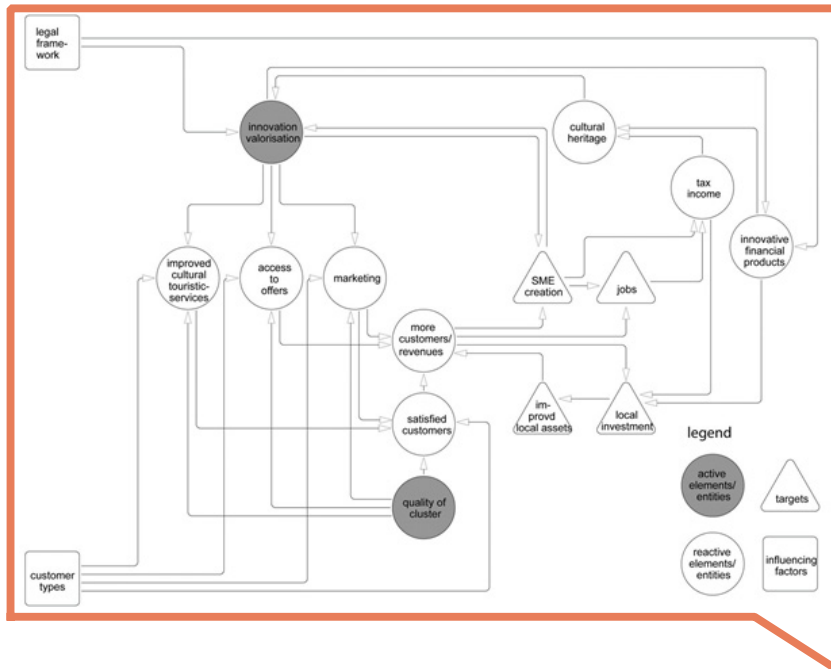 legal
frame-
work
innovation
valorisation
cultural
heritage
tax
income
improved
cultural
touristic-
services
access
to
offers
marketing
SME
creation
jobs
innovative
financial
products
more
customers/
revenues
im-
provd
local assets
local
investment
satisfied
customers
quality of
cluster
customer
types
legend
active
elements/
entities
targets
reactive
elements/
entities
influencing
factors